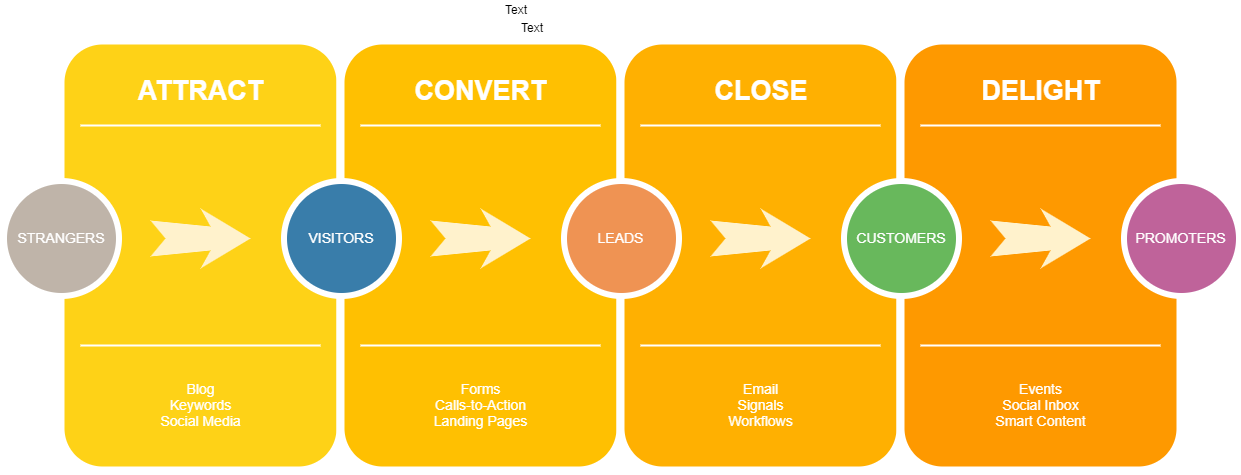 Text
Text
ATTRACT
CONVERT
CLOSE
DELIGHT
STRANGERS
VISITORS
LEADS
CUSTOMERS
PROMOTERS
Blog
Keywords
Social Media
Forms
Calls-to-Action
Landing Pages
Email
Signals
Workflows
Events
Social Inbox
Smart Content